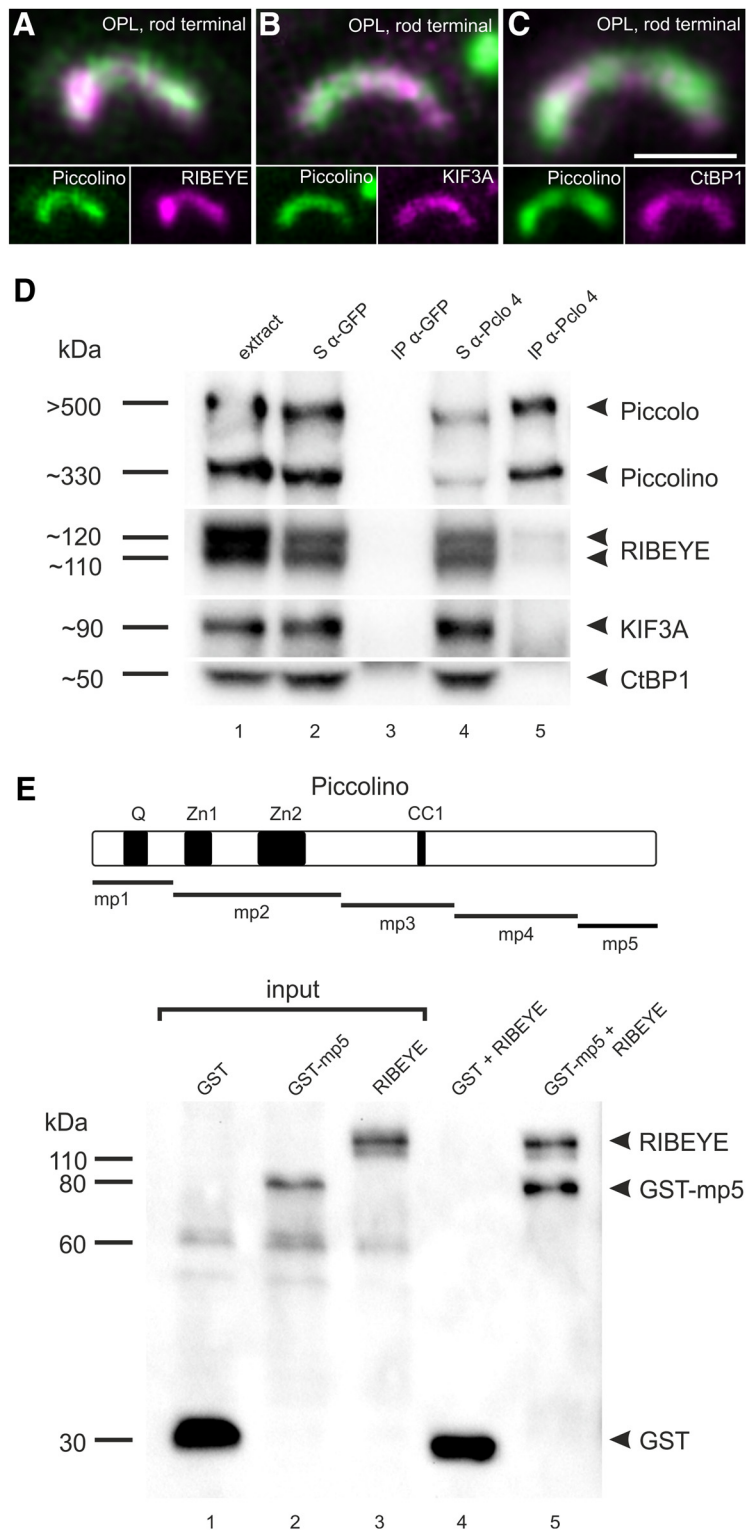 A
OPL, rod terminal
B
OPL, rod terminal
C
OPL, rod terminal
Piccolino
RIBEYE
Piccolino
KIF3A
Piccolino
CtBP1
D
kDa
extract
S α-GFP
IP α-GFP
S α-Pclo 4
IP α-Pclo 4
>500
Piccolo
~330
Piccolino
~120
~110
RIBEYE
~90
KIF3A
~50
CtBP1
1 2 3 4 5
E
Piccolino
Q Zn1 Zn2 CC1
mp1
mp2
mp3
mp4
mp5
input
GST
GST-mp5
RIBEYE
GST + RIBEYE
GST-mp5 +
RIBEYE
kDa
110
RIBEYE
80
GST-mp5
60
30
GST
1 2 3 4 5